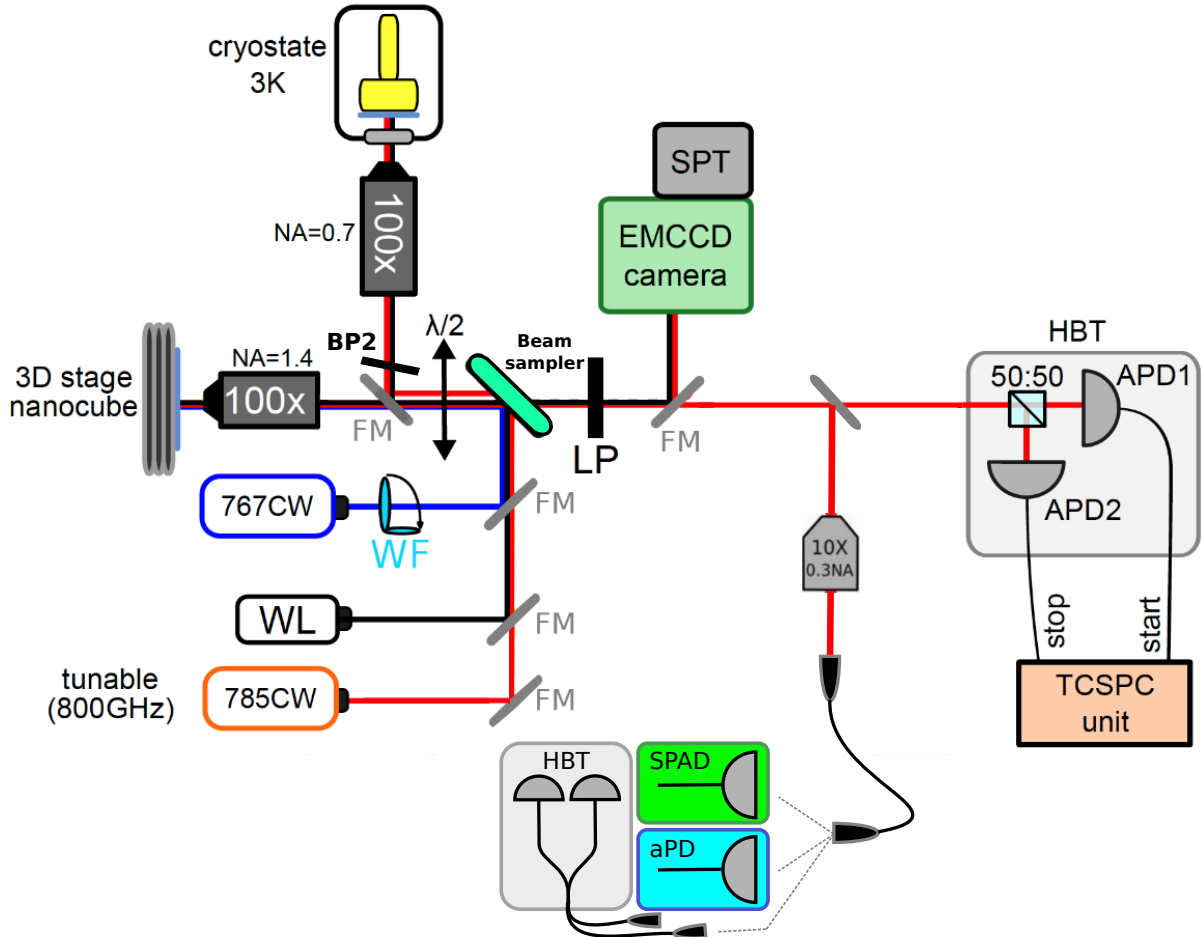 cryostate
3K
SPT
EMCCD
camera
NA=0.7
100x
BP2
λ/2
Beam
sampler
HBT
50:50
APD1
NA=1.4
3D stage
nanocube
100x
FM
LP
FM
APD2
767CW
WF
FM
10X
0.3NA
WL
FM
stop
start
tunable
(800GHz)
785CW
FM
TCSPC
unit
HBT
SPAD
aPD